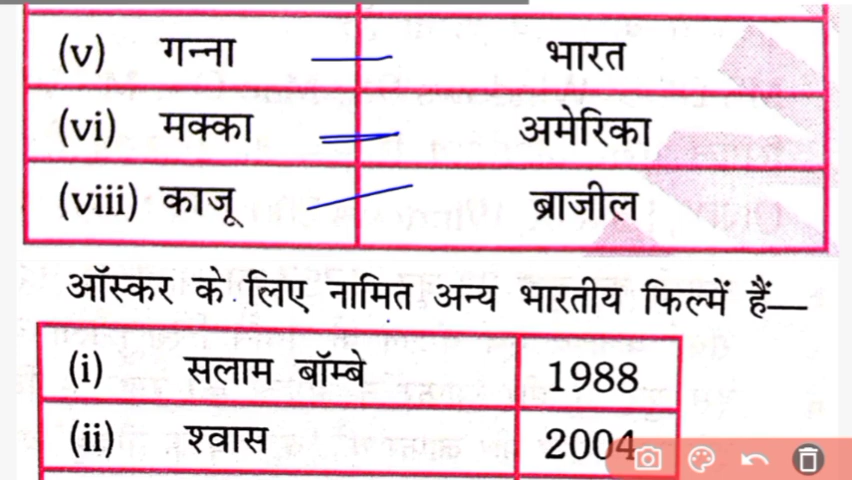 (v) गन्ना भारत
(vi) मक्का अमेरिका
(viii) काजू ब्राजील
ऑस्कर के लिए नामित अन्य भारतीय फिल्में हैं—
(i) सलाम बॉम्बे 1988
(ii) श्वास 2004